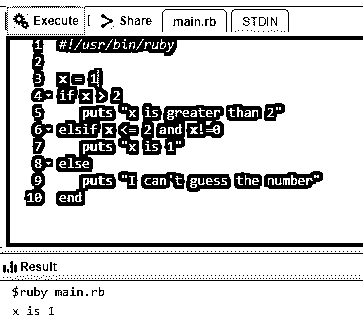 Execute Share main.rb STDIN
1 #!/usr/bin/ruby
2
3 x = 1
4 if x > 2
5 puts "x is greater than 2"
6 elsif x <= 2 and x!=0
7 puts "x is 1"
8 else
9 puts "I can't guess the number"
10 end
Result
$ruby main.rb
x is 1